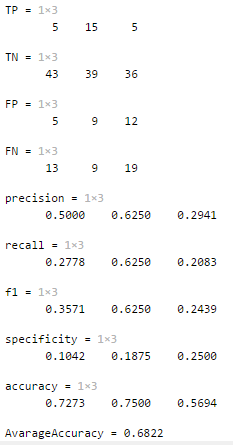 TP = 1×3
5 15 5
TN = 1×3
43 39 36
FP = 1×3
5 9 12
FN = 1×3
13 9 19
precision = 1×3
0.5000 0.6250 0.2941
recall = 1×3
0.2778 0.6250 0.2083
f1 = 1×3
0.3571 0.6250 0.2439
specificity = 1×3
0.1042 0.1875 0.2500
accuracy = 1×3
0.7273 0.7500 0.5694
AvarageAccuracy = 0.6822